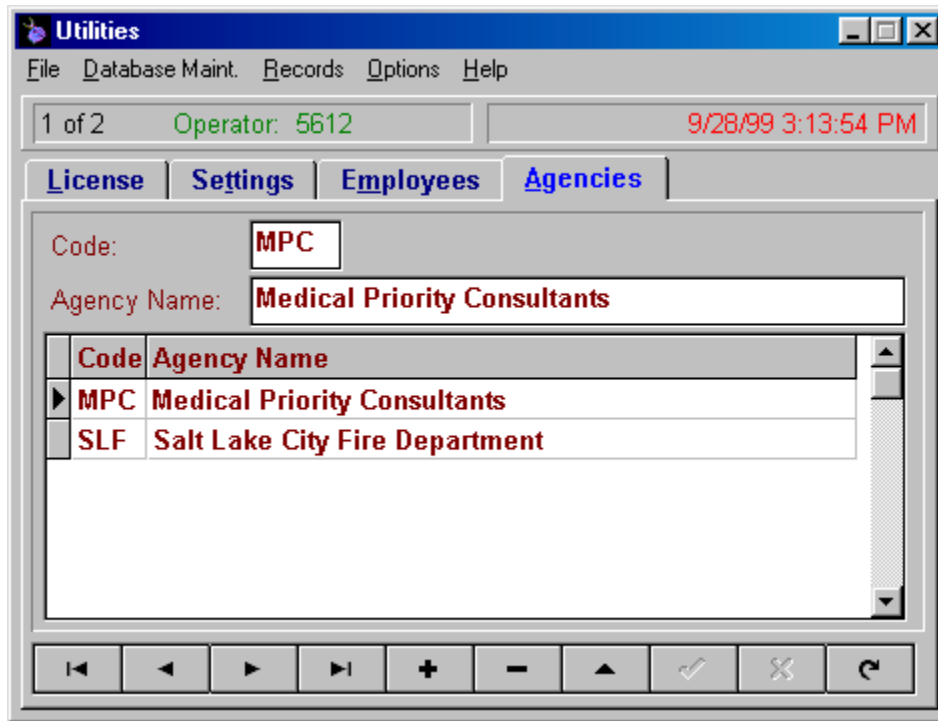 Utilities
File Database Maint. Records Options Help
1 of 2 Operator: 5612 9/28/99 3:13:54 PM
License Settings Employees Agencies
Code: MPC
Agency Name: Medical Priority Consultants
Code Agency Name
MPC Medical Priority Consultants
SLF Salt Lake City Fire Department